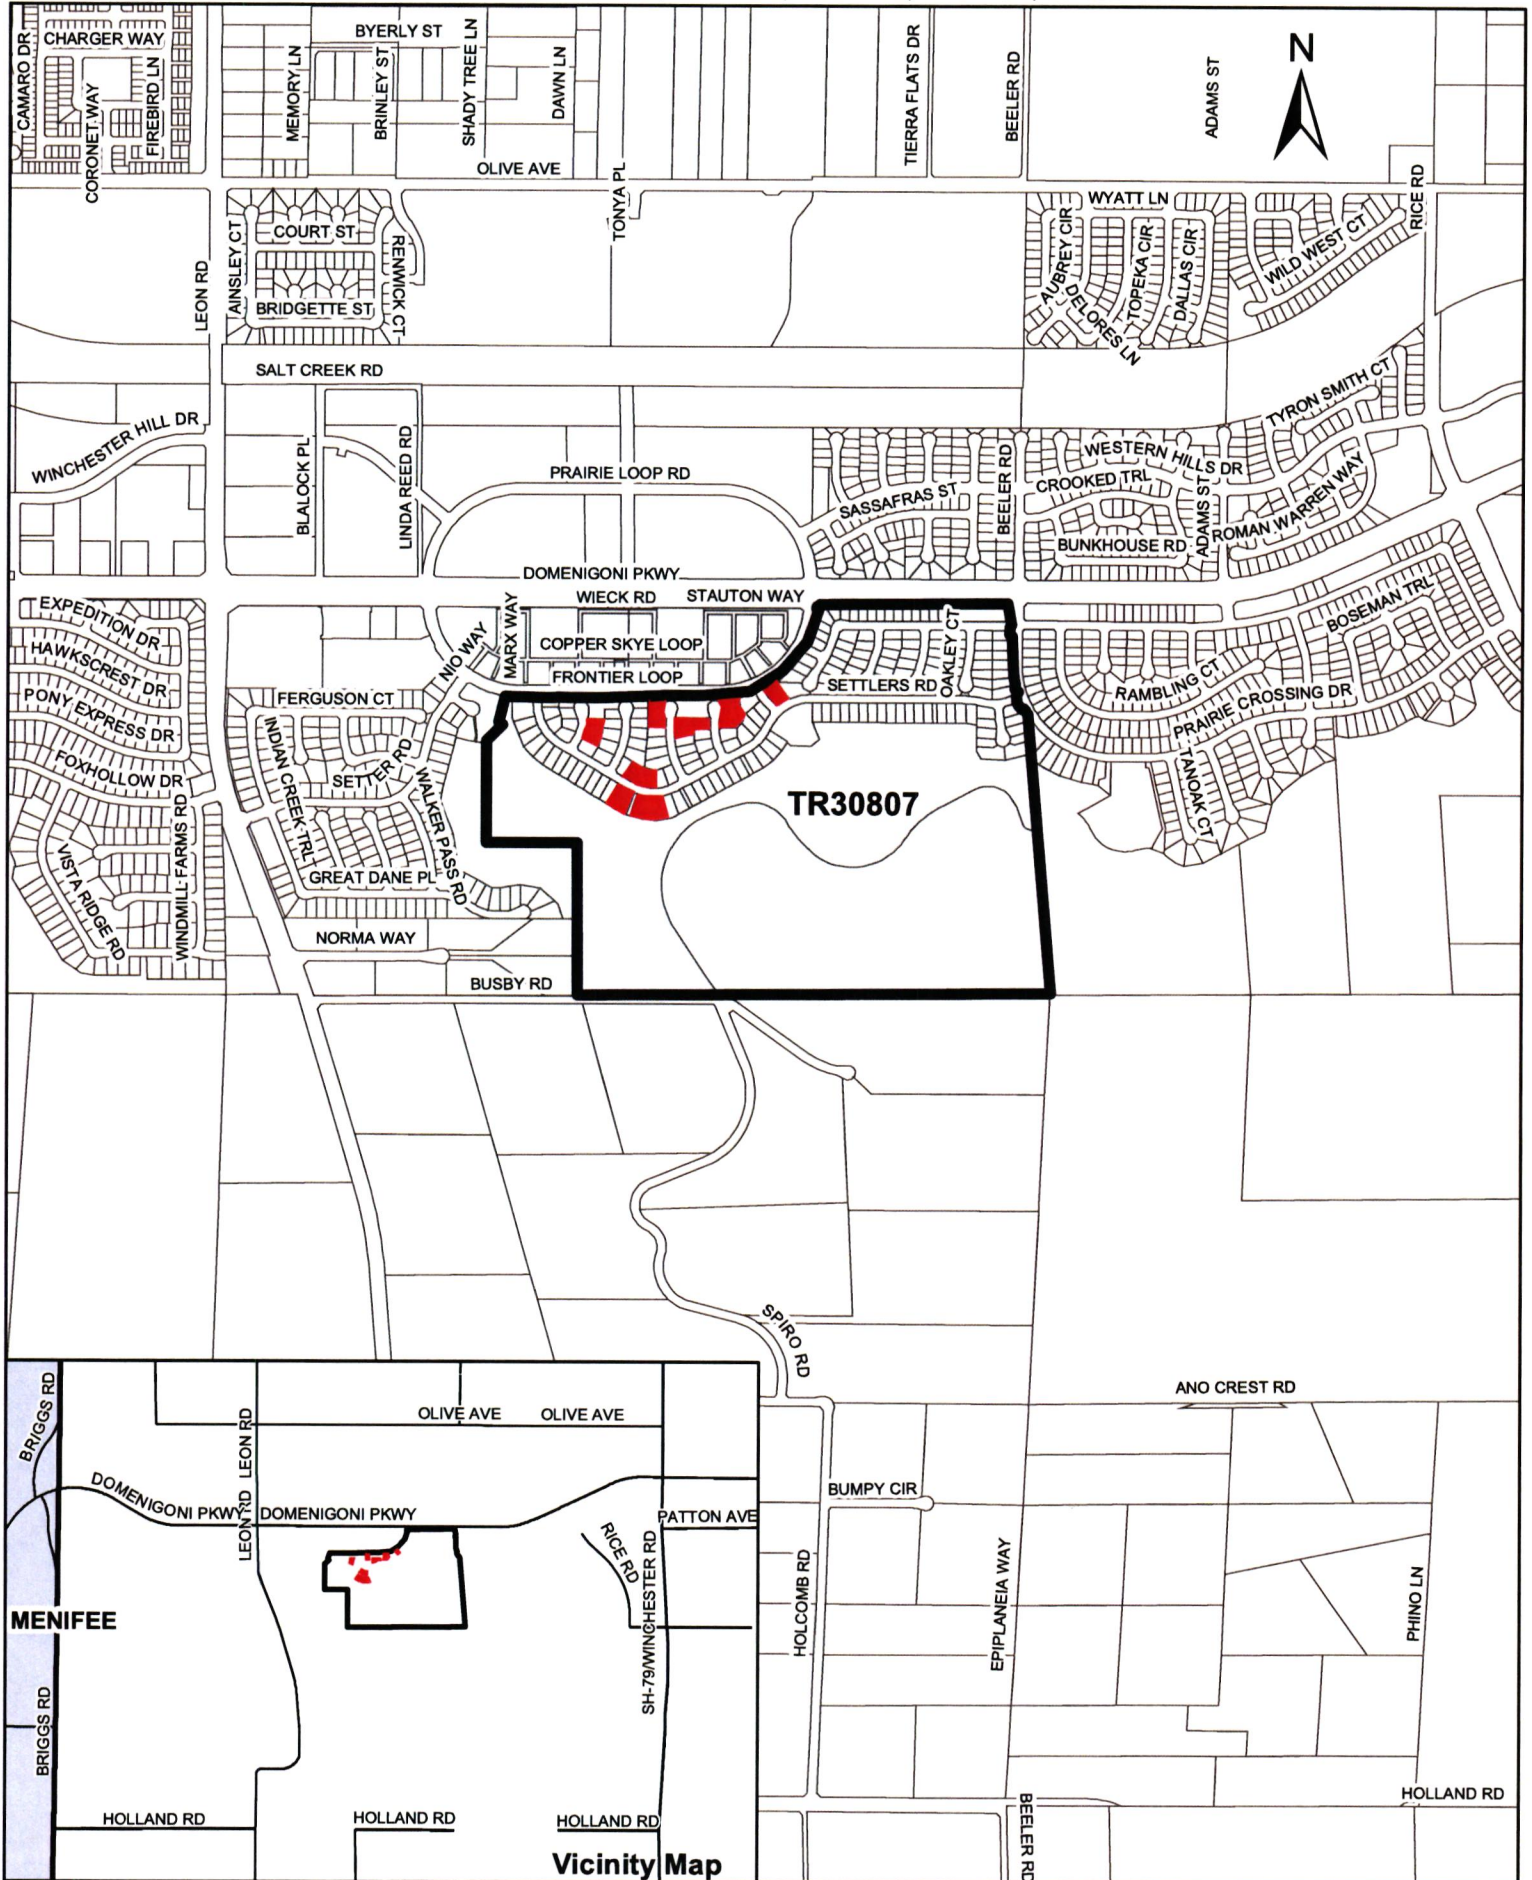 CHARGER WAY
CAMARO DR
CORONET WAY
FIREBIRD LN
MEMORY LN
BYERLY ST
BRINLEY ST
SHADY TREE LN
DAWN LN
TIERRA FLATS DR
BEELER RD
ADAMS ST
N
OLIVE AVE
TONYA PL
RICE RD
WYATT LN
AINSLEY CT
COURT ST
RENWICK CT
BRIDGETTE ST
LEON RD
AUBREY CIR
DELORES LN
TOPEKA CIR
DALLAS CIR
WILD WEST CT
SALT CREEK RD
WINCHESTER HILL DR
BLALOCK PL
LINDA REED RD
PRAIRIE LOOP RD
SASSAFRAS ST
BEELER RD
TYRON SMITH CT
WESTERN HILLS DR
CROOKED TRL
ADAMS ST
ROMAN WARREN WAY
BUNKHOUSE RD
DOMENIGONI PKWY
WIECK RD
STAUTON WAY
MARX WAY
NIO WAY
COPPER SKYE LOOP
FRONTIER LOOP
OAKLEY CT
SETTLERS RD
BOSEMAN TRL
RAMBLING CT
PRAIRIE CROSSING DR
TANOAK CT
EXPEDITION DR
HAWKSCREST DR
PONY EXPRESS DR
FOXHOLLOW DR
FERGUSON CT
INDIAN CREEK TRL
SETTER RD
WALKER PASS RD
VISTA RIDGE RD
WINDMILL FARMS RD
GREAT DANE PL
TR30807
NORMA WAY
BUSBY RD
SPIRO RD
ANO CREST RD
BUMPY CIR
HOLCOMB RD
EPIPLANEIA WAY
PHINO LN
HOLLAND RD
BEELER RD
BRIGGS RD
LEON RD
OLIVE AVE
OLIVE AVE
DOMENIGONI PKWY
LEON RD
DOMENIGONI PKWY
PATTON AVE
RICE RD
SH-79/WINCHESTER RD
MENIFEE
BRIGGS RD
HOLLAND RD
HOLLAND RD
HOLLAND RD
Vicinity Map